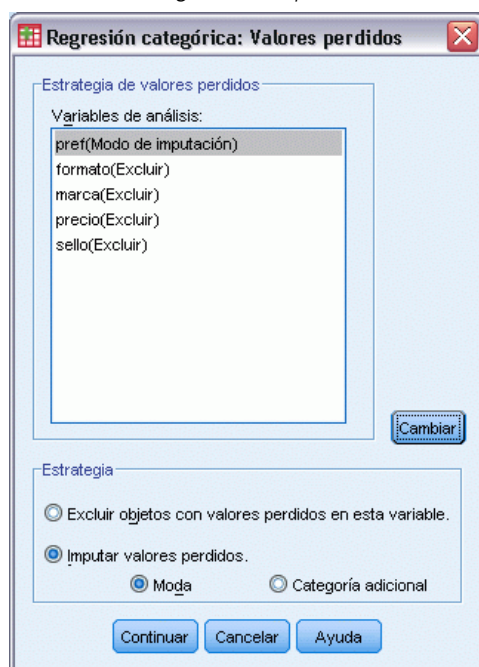 Regresión categórica: Valores perdidos
Estrategia de valores perdidos
Variables de análisis:
pref(Modo de imputación)
formato(Excluir)
marca(Excluir)
precio(Excluir)
sello(Excluir)
Cambiar
Estrategia
Excluir objetos con valores perdidos en esta variable.
Imputar valores perdidos.
Moda Categoría adicional
Continuar Cancelar Ayuda